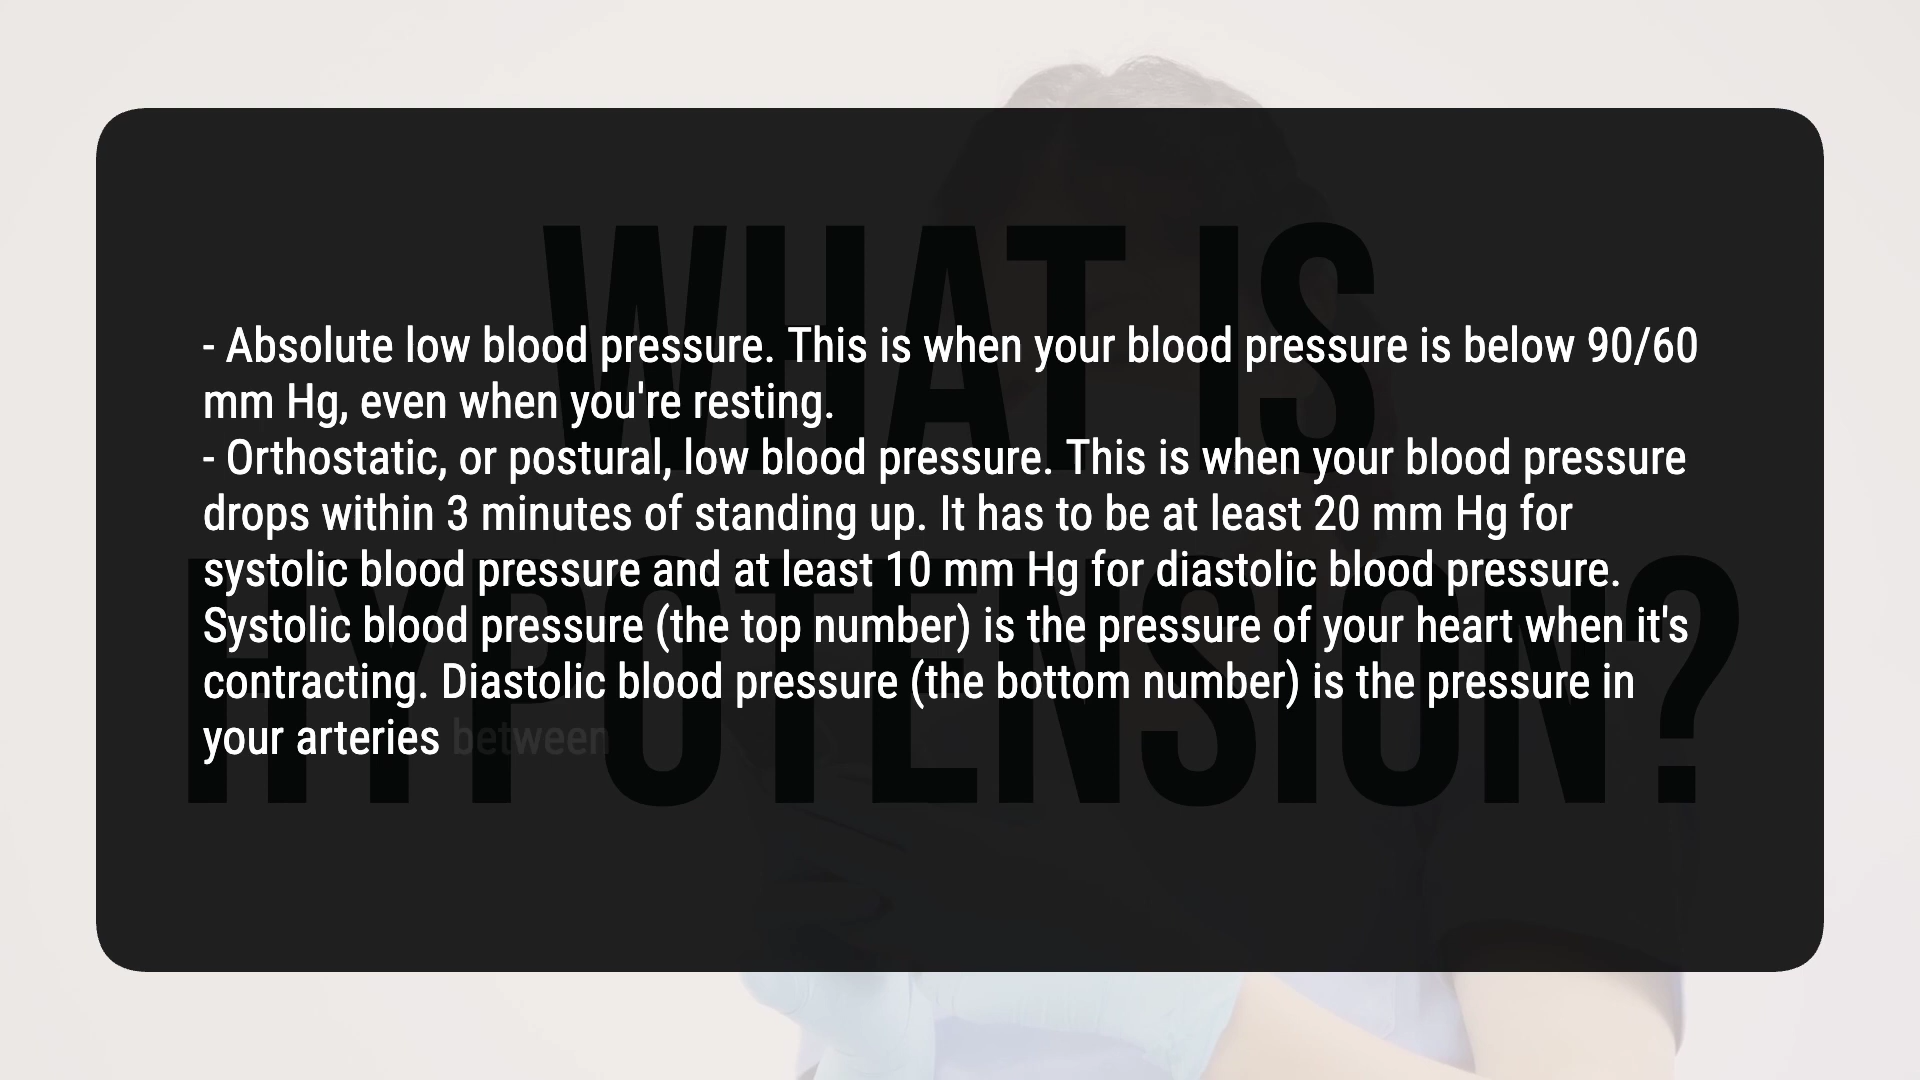 WHAT IS
HYPOTENSION?
- Absolute low blood pressure. This is when your blood pressure is below 90/60
mm Hg, even when you're resting.
- Orthostatic, or postural, low blood pressure. This is when your blood pressure
drops within 3 minutes of standing up. It has to be at least 20 mm Hg for
systolic blood pressure and at least 10 mm Hg for diastolic blood pressure.
Systolic blood pressure (the top number) is the pressure of your heart when it's
contracting. Diastolic blood pressure (the bottom number) is the pressure in
your arteries between